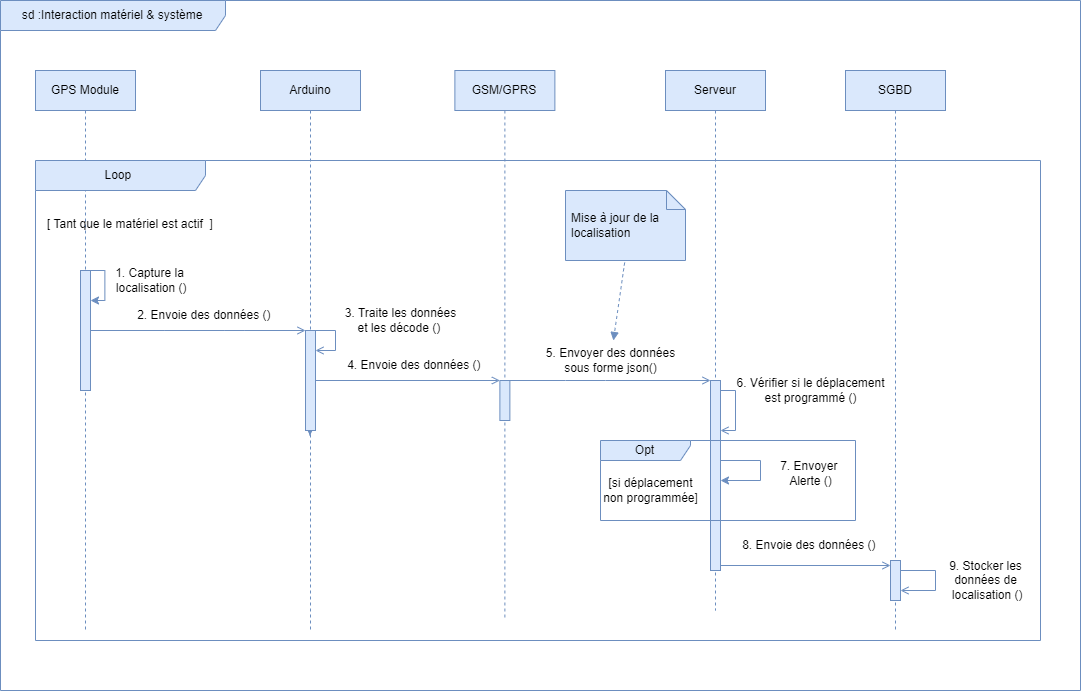 sd :Interaction matériel & système
GPS Module
Arduino
GSM/GPRS
Serveur
SGBD
Loop
[ Tant que le matériel est actif ]
Mise à jour de la
localisation
1. Capture la
localisation ()
2. Envoie des données ()
3. Traite les données
et les décode ()
4. Envoie des données ()
5. Envoyer des données
sous forme json()
6. Vérifier si le déplacement
est programmé ()
Opt
[si déplacement
non programmée]
7. Envoyer
Alerte ()
8. Envoie des données ()
9. Stocker les
données de
localisation ()